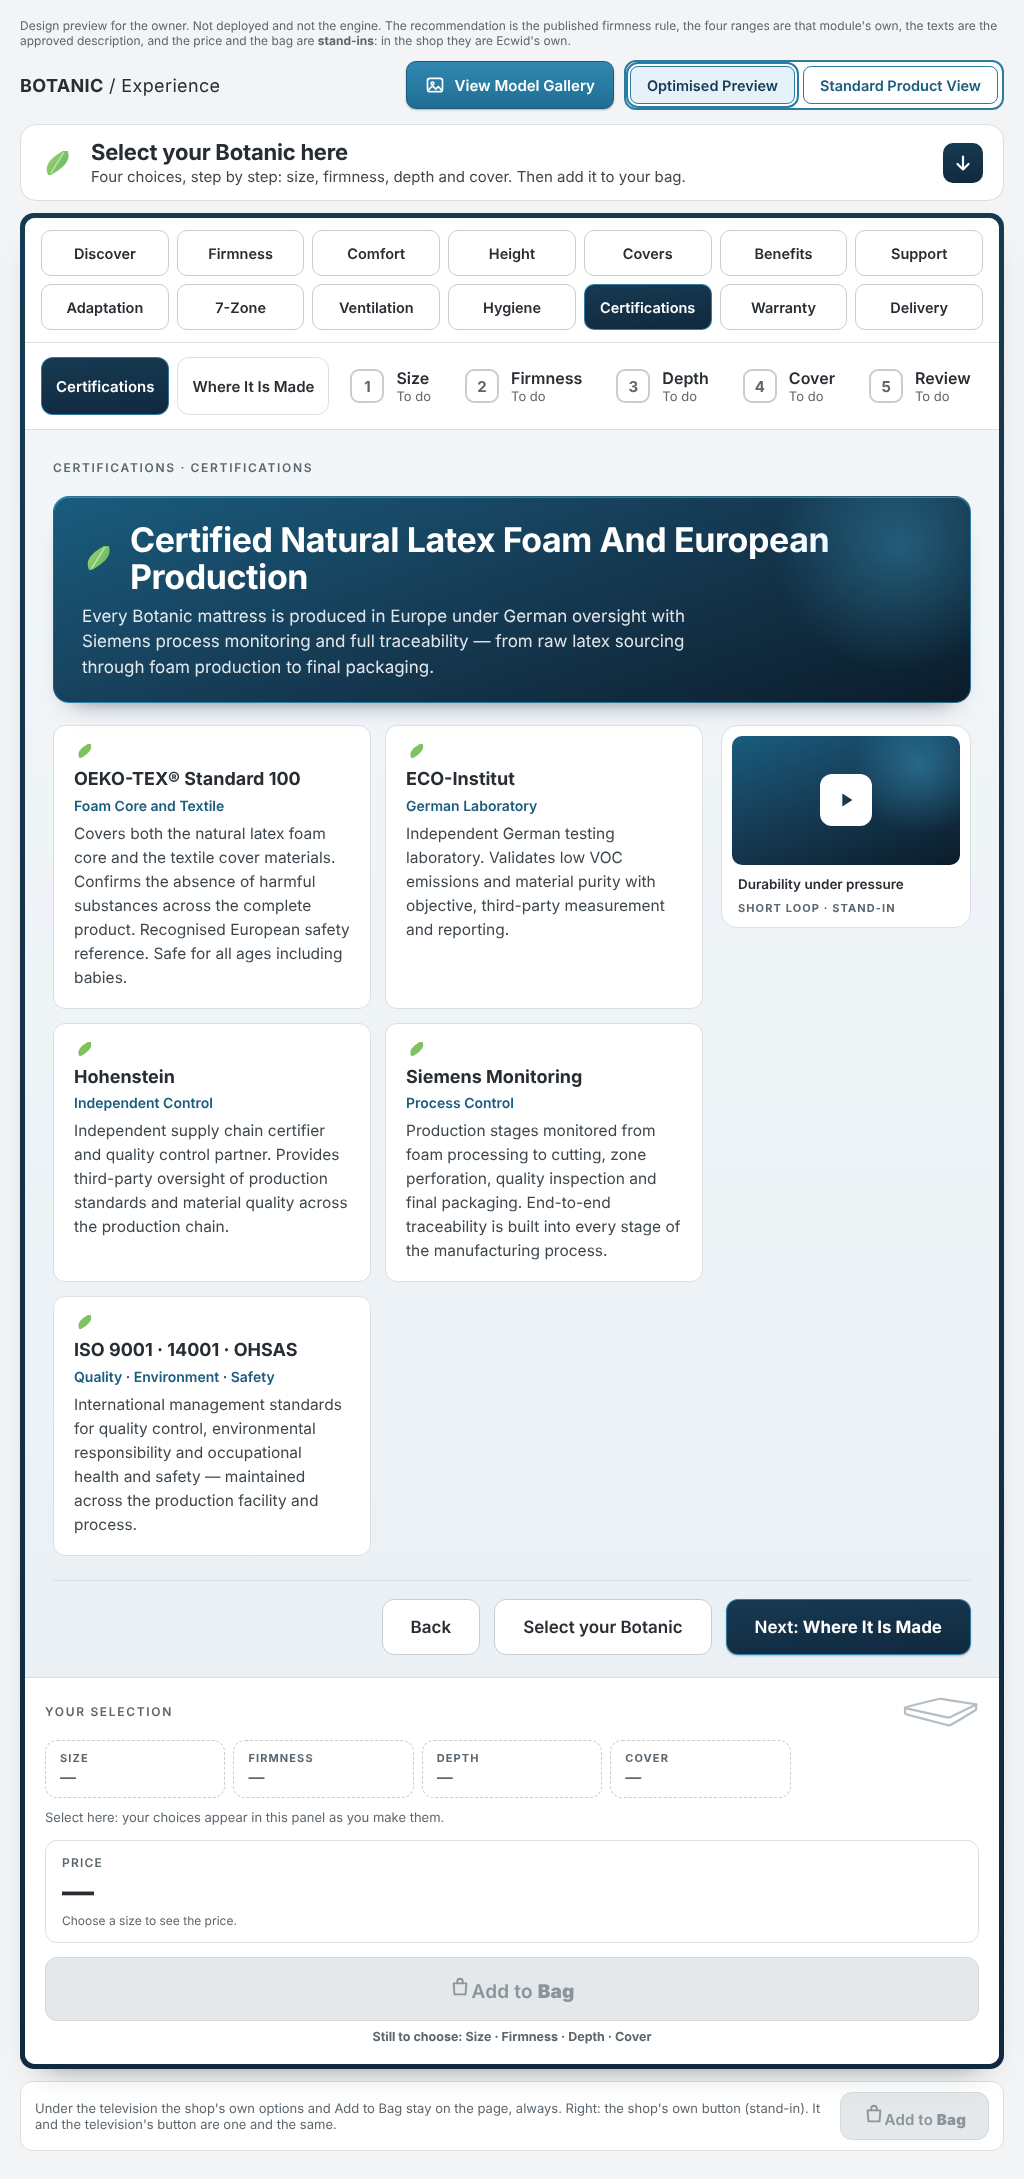 Design preview for the owner. Not deployed and not the engine. The recommendation is the published firmness rule, the four ranges are that module's own, the texts are the
approved description, and the price and the bag are stand-ins: in the shop they are Ecwid's own.
BOTANIC / Experience
View Model Gallery
Optimised Preview
Standard Product View
Select your Botanic here
Four choices, step by step: size, firmness, depth and cover. Then add it to your bag.
Discover
Firmness
Comfort
Height
Covers
Benefits
Support
Adaptation
7-Zone
Ventilation
Hygiene
Certifications
Warranty
Delivery
Certifications
Where It Is Made
1 Size
To do
2 Firmness
To do
3 Depth
To do
4 Cover
To do
5 Review
To do
CERTIFICATIONS · CERTIFICATIONS
Certified Natural Latex Foam And European
Production
Every Botanic mattress is produced in Europe under German oversight with
Siemens process monitoring and full traceability — from raw latex sourcing
through foam production to final packaging.
OEKO-TEX® Standard 100
Foam Core and Textile
Covers both the natural latex foam
core and the textile cover materials.
Confirms the absence of harmful
substances across the complete
product. Recognised European safety
reference. Safe for all ages including
babies.
ECO-Institut
German Laboratory
Independent German testing
laboratory. Validates low VOC
emissions and material purity with
objective, third-party measurement
and reporting.
Durability under pressure
SHORT LOOP · STAND-IN
Hohenstein
Independent Control
Independent supply chain certifier
and quality control partner. Provides
third-party oversight of production
standards and material quality across
the production chain.
Siemens Monitoring
Process Control
Production stages monitored from
foam processing to cutting, zone
perforation, quality inspection and
final packaging. End-to-end
traceability is built into every stage of
the manufacturing process.
ISO 9001 · 14001 · OHSAS
Quality · Environment · Safety
International management standards
for quality control, environmental
responsibility and occupational
health and safety — maintained
across the production facility and
process.
Back
Select your Botanic
Next: Where It Is Made
YOUR SELECTION
SIZE
—
FIRMNESS
—
DEPTH
—
COVER
—
Select here: your choices appear in this panel as you make them.
PRICE
—
Choose a size to see the price.
Add to Bag
Still to choose: Size · Firmness · Depth · Cover
Under the television the shop's own options and Add to Bag stay on the page, always. Right: the shop's own button (stand-in). It
and the television's button are one and the same.
Add to Bag